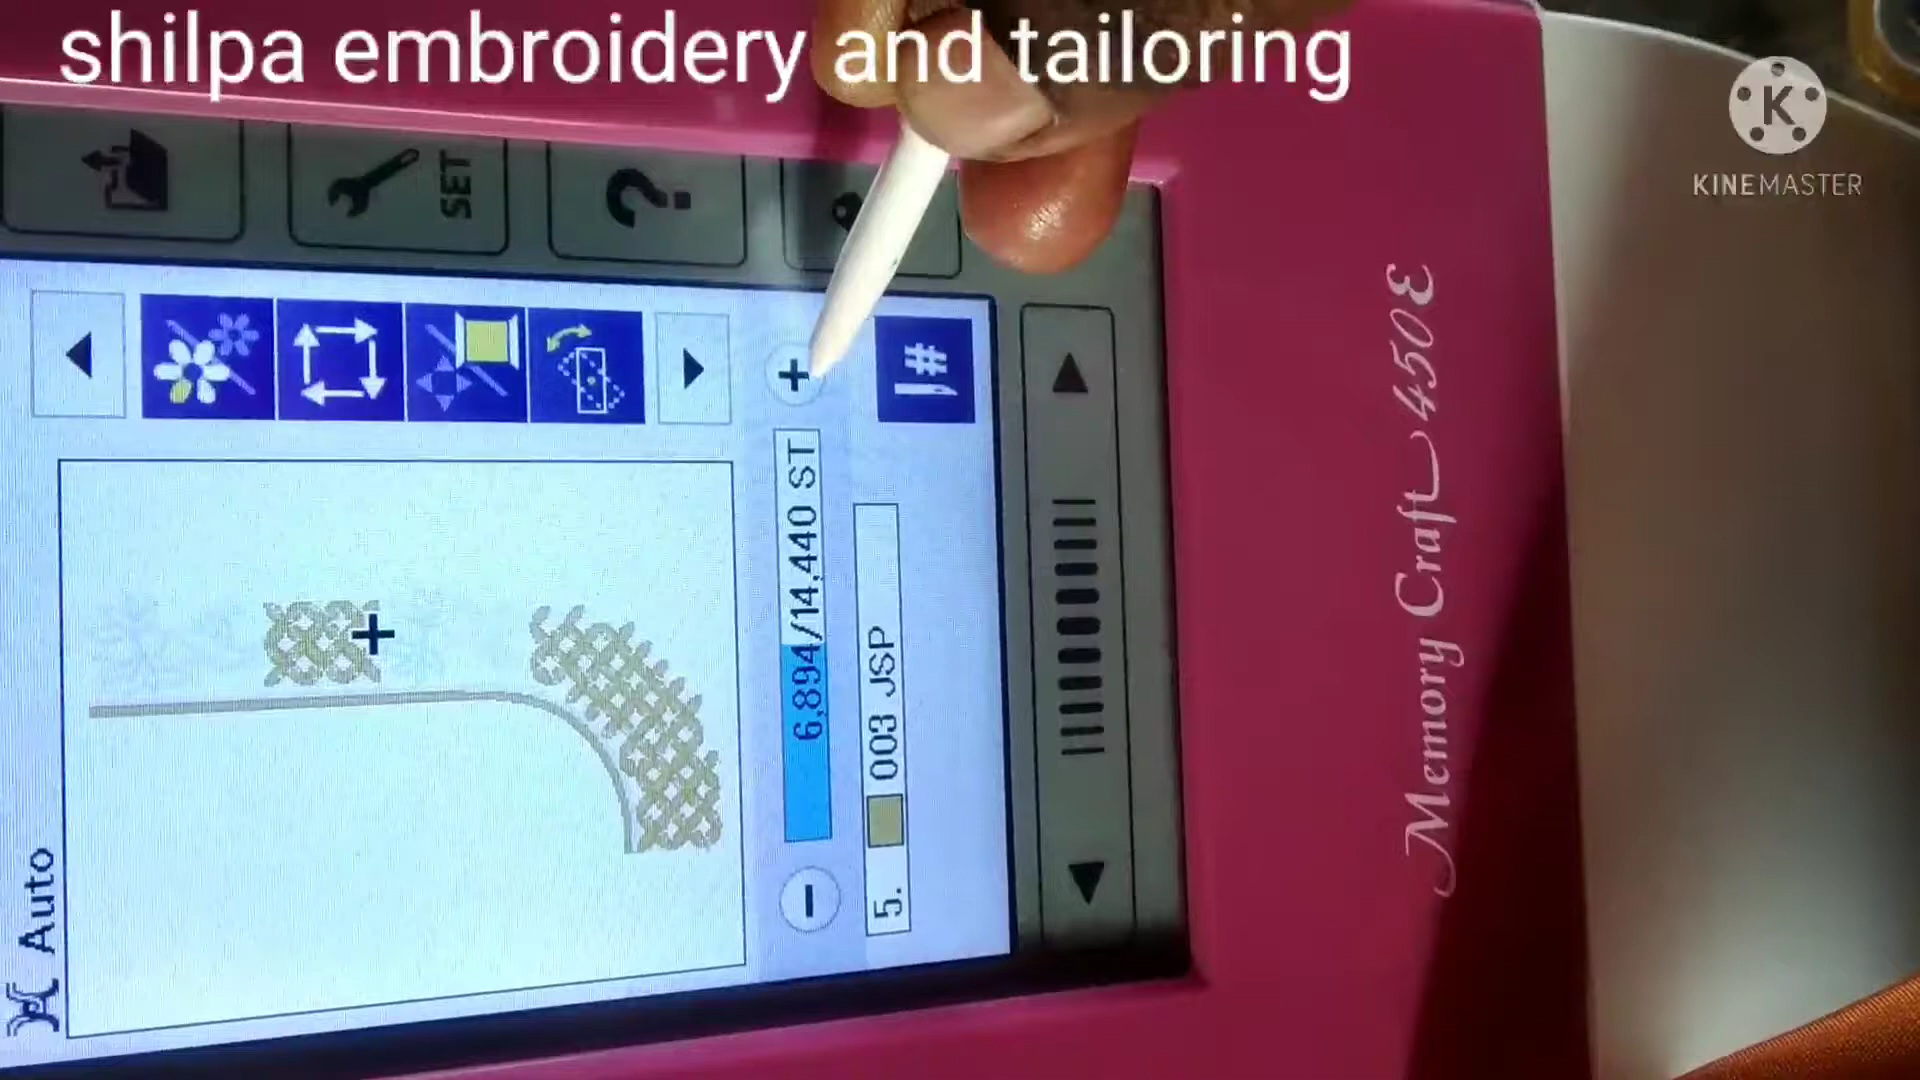 shilpa embroidery and tailoring
K
KINEMASTER
SET
Auto
6,894/14,440 ST
5. 003 JSP
Memory Craft 450E